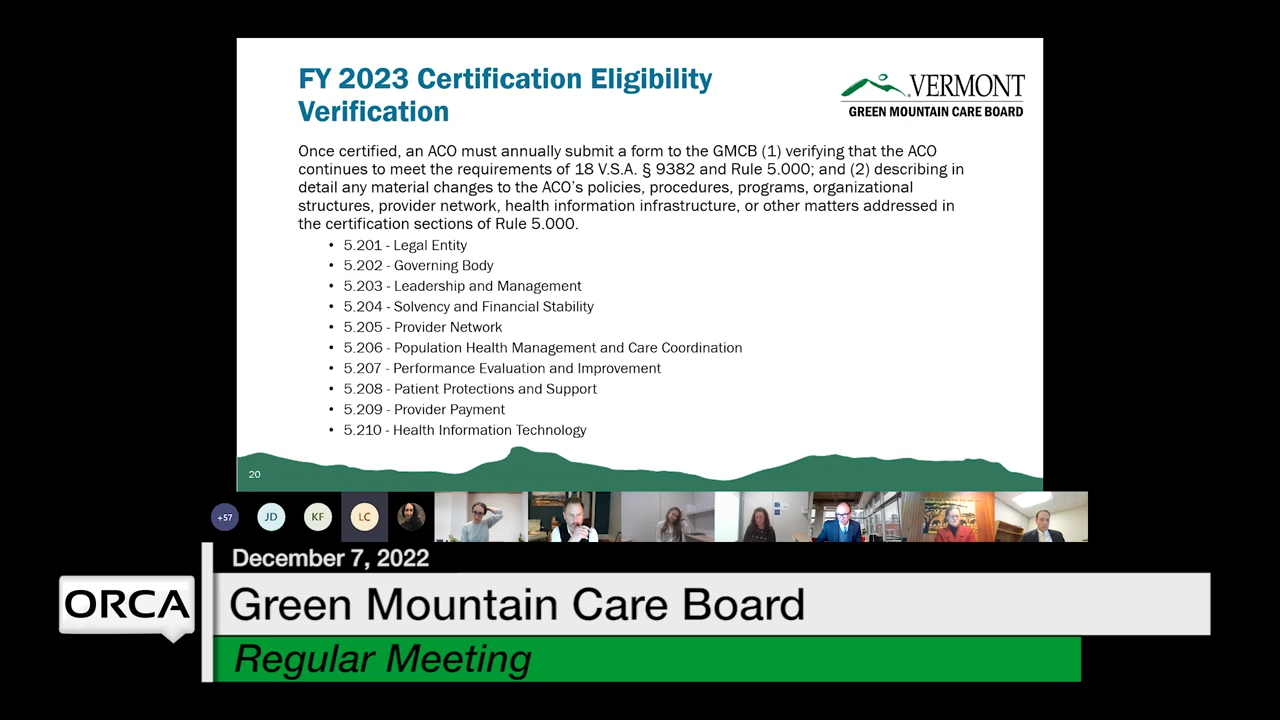 FY 2023 Certification Eligibility
Verification
VERMONT
GREEN MOUNTAIN CARE BOARD
Once certified, an ACO must annually submit a form to the GMCB (1) verifying that the ACO
continues to meet the requirements of 18 V.S.A. § 9382 and Rule 5.000; and (2) describing in
detail any material changes to the ACO's policies, procedures, programs, organizational
structures, provider network, health information infrastructure, or other matters addressed in
the certification sections of Rule 5.000.
• 5.201 - Legal Entity
• 5.202 - Governing Body
• 5.203 - Leadership and Management
• 5.204 - Solvency and Financial Stability
• 5.205 - Provider Network
• 5.206 - Population Health Management and Care Coordination
• 5.207 - Performance Evaluation and Improvement
• 5.208 - Patient Protections and Support
• 5.209 - Provider Payment
• 5.210 - Health Information Technology
20
+57 JD KF LC
December 7, 2022
ORCA
Green Mountain Care Board
Regular Meeting